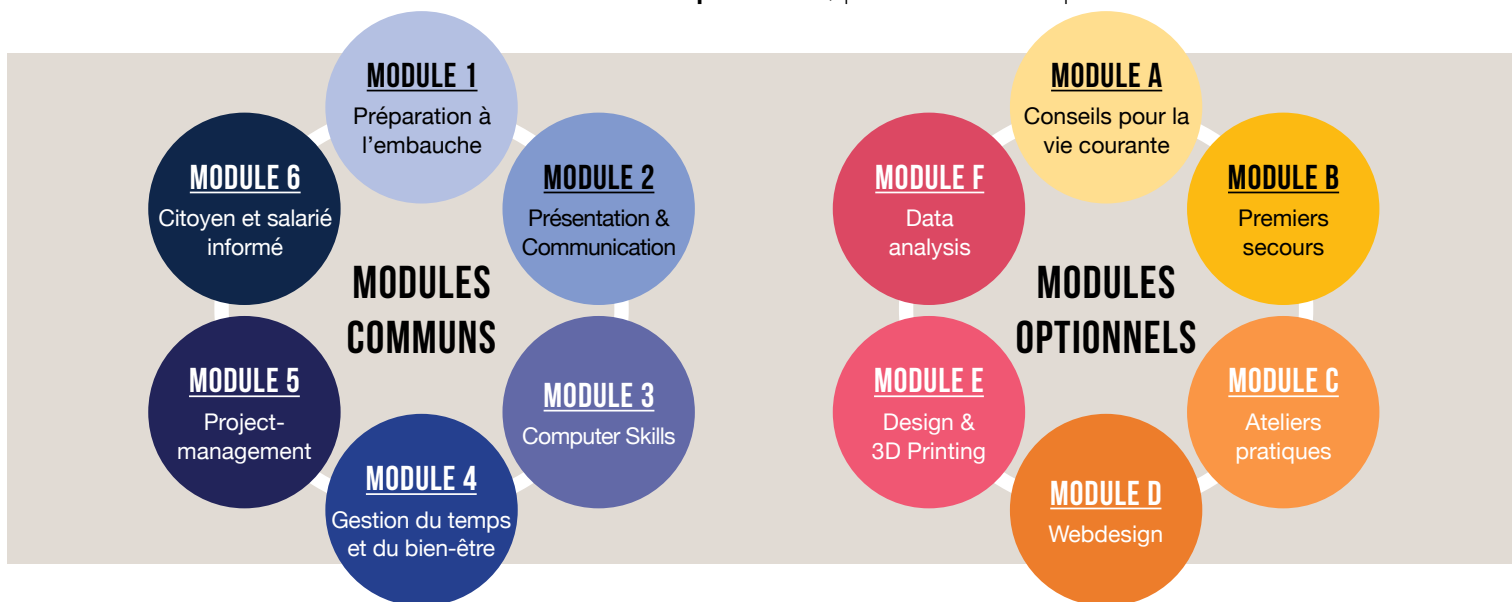 MODULE 1
Préparation à
l'embauche
MODULE 2
Présentation &
Communication
MODULE 3
Computer Skills
MODULE 4
Gestion du temps
et du bien-être
MODULE 5
Project-
management
MODULE 6
Citoyen et salarié
informé
MODULES
COMMUNS
MODULE A
Conseils pour la
vie courante
MODULE B
Premiers
secours
MODULE C
Ateliers
pratiques
MODULE D
Webdesign
MODULE E
Design &
3D Printing
MODULE F
Data
analysis
MODULES
OPTIONNELS